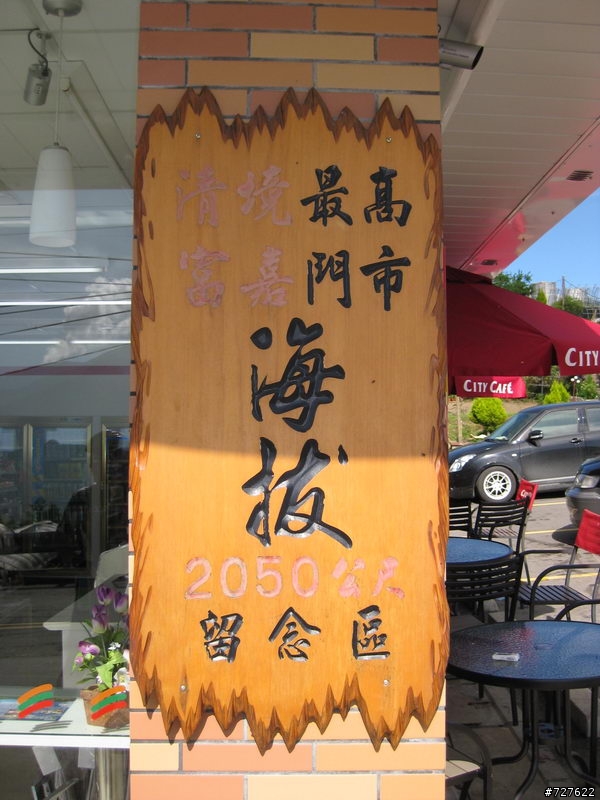 清境最高
富嘉門市
海
拔
2050公尺
留念區
CITY
CITY CAFÉ
#727622